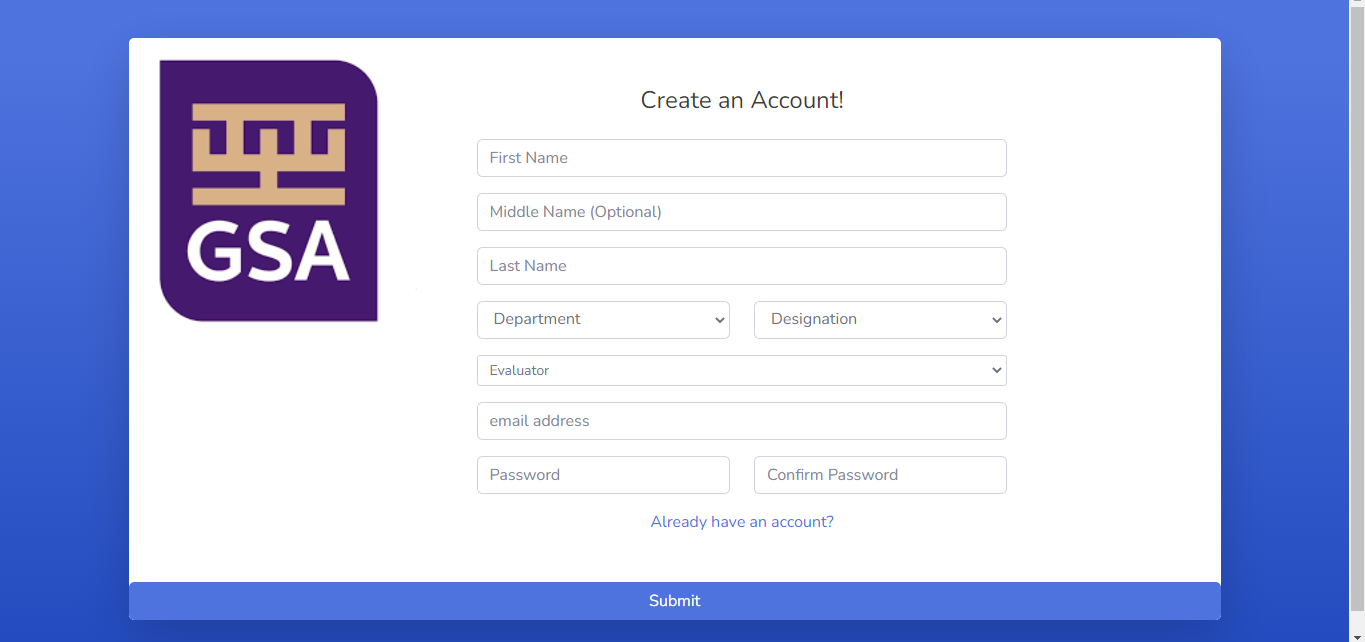 GSA
Create an Account!
First Name
Middle Name (Optional)
Last Name
Department Designation
Evaluator
email address
Password Confirm Password
Already have an account?
Submit